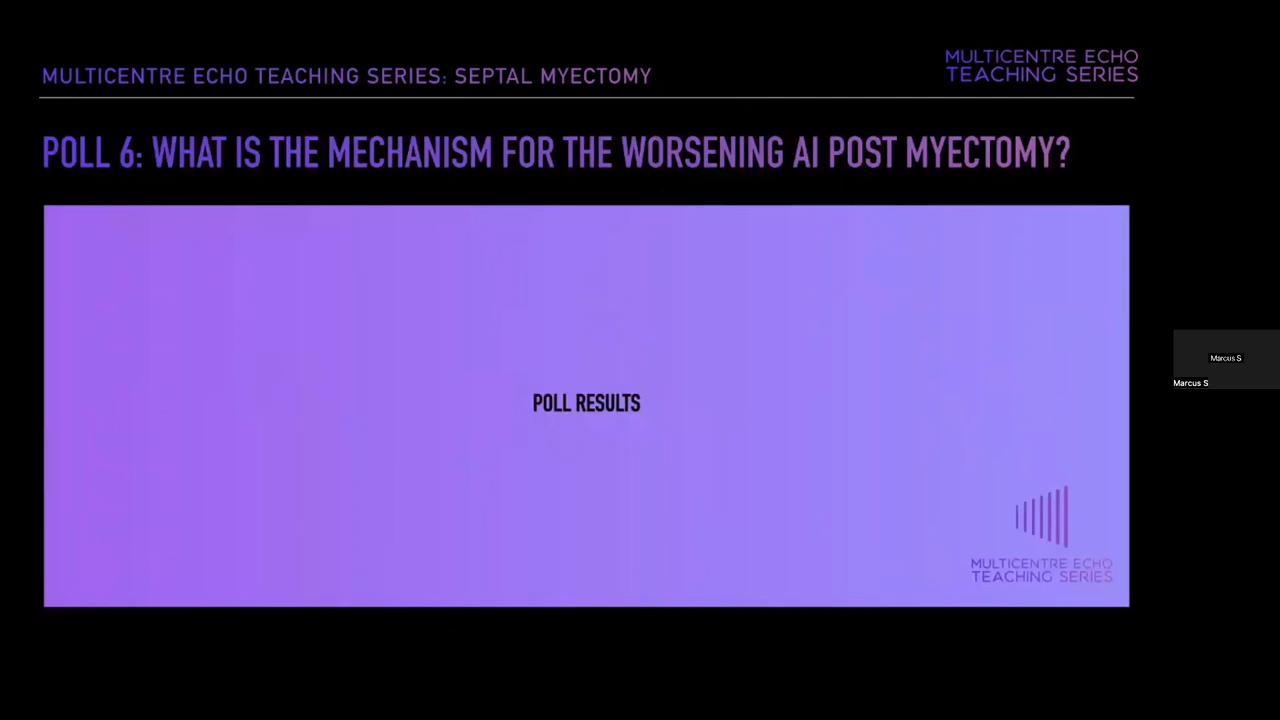 MULTICENTRE ECHO TEACHING SERIES: SEPTAL MYECTOMY
MULTICENTRE ECHO
TEACHING SERIES
POLL 6: WHAT IS THE MECHANISM FOR THE WORSENING AI POST MYECTOMY?
POLL RESULTS
Marcus S
Marcus S
MULTICENTRE ECHO
TEACHING SERIES